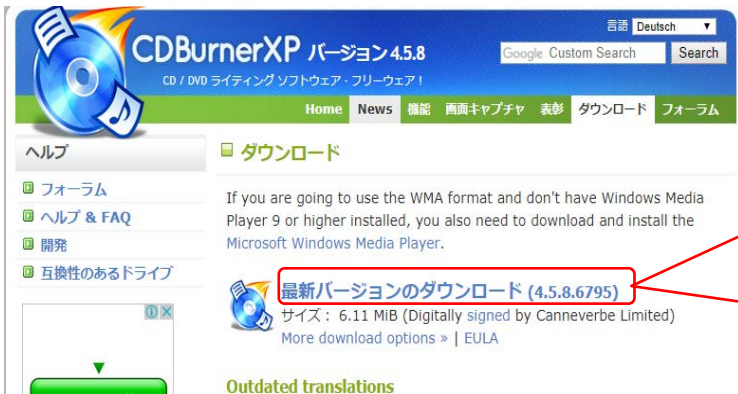 言語 Deutsch
CDBurnerXP バージョン 4.5.8
Google Custom Search Search
CD / DVD ライティング ソフトウェア - フリーウェア！
Home News 機能 画面キャプチャ 表彰 ダウンロード フォーラム
ヘルプ
フォーラム
ヘルプ & FAQ
開発
互換性のあるドライブ
ダウンロード
If you are going to use the WMA format and don't have Windows Media
Player 9 or higher installed, you also need to download and install the
Microsoft Windows Media Player.
最新バージョンのダウンロード (4.5.8.6795)
サイズ： 6.11 MiB (Digitally signed by Canneverbe Limited)
More download options » | EULA
Outdated translations